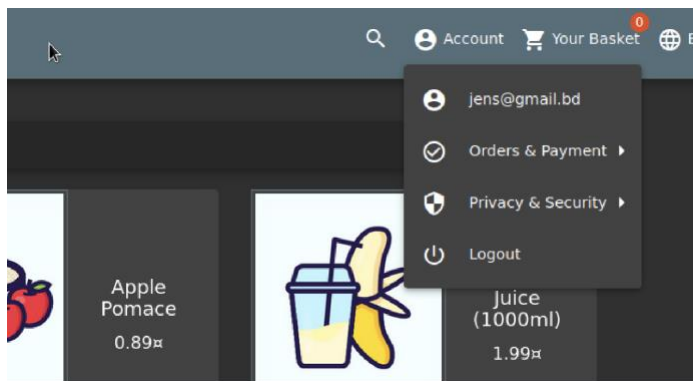 0
Account
Your Basket
jens@gmail.bd
Orders & Payment
Privacy & Security
Logout
Apple
Pomace
0.89¤
Juice
(1000ml)
1.99¤